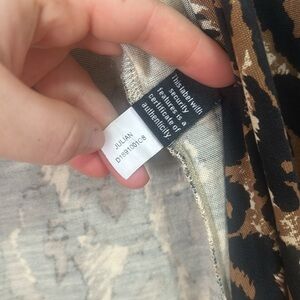 This label with
security
features is a
certificate of
authenticity
JULIAN